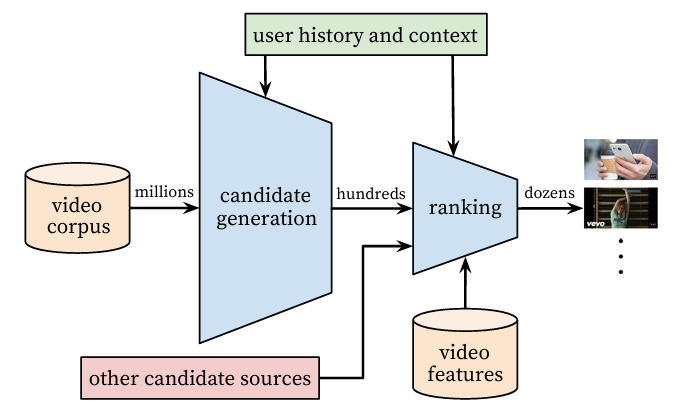 user history and context
millions
video
corpus
candidate
generation
hundreds
ranking
dozens
vevo
other candidate sources
video
features